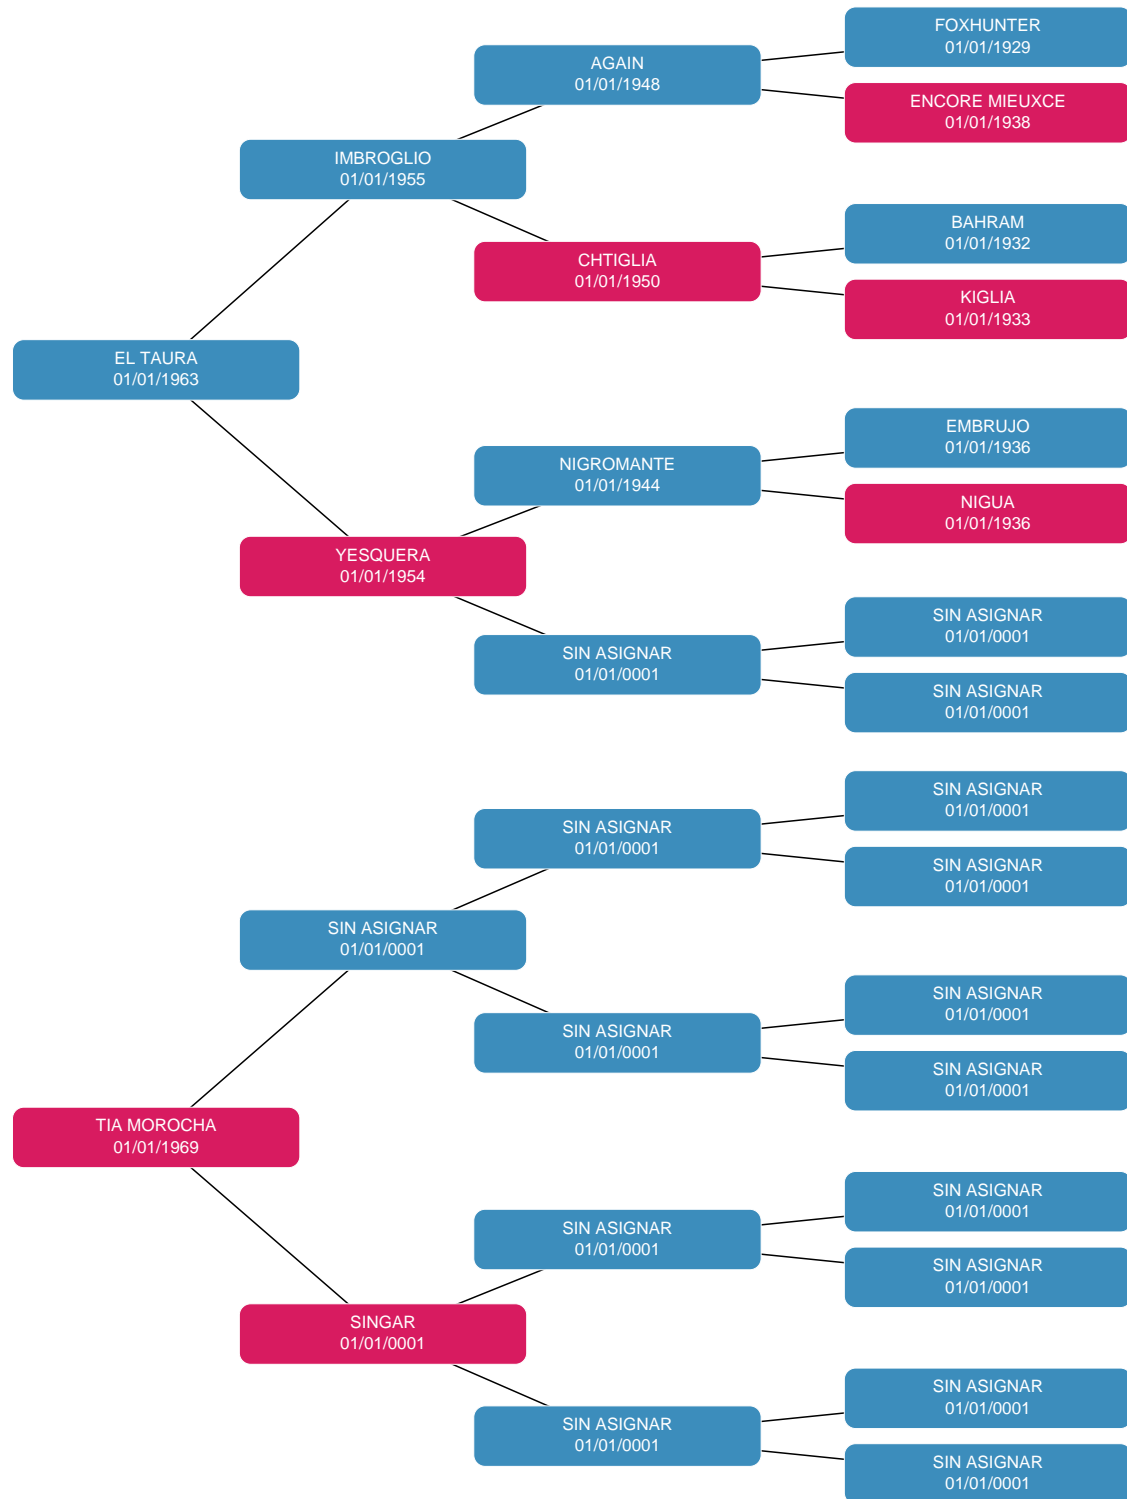 FOXHUNTER
01/01/1929
AGAIN
01/01/1948
ENCORE MIEUXCE
01/01/1938
IMBROGLIO
01/01/1955
BAHRAM
01/01/1932
CHTIGLIA
01/01/1950
KIGLIA
01/01/1933
EL TAURA
01/01/1963
EMBRUJO
01/01/1936
NIGROMANTE
01/01/1944
NIGUA
01/01/1936
YESQUERA
01/01/1954
SIN ASIGNAR
01/01/0001
SIN ASIGNAR
01/01/0001
SIN ASIGNAR
01/01/0001
SIN ASIGNAR
01/01/0001
SIN ASIGNAR
01/01/0001
SIN ASIGNAR
01/01/0001
SIN ASIGNAR
01/01/0001
SIN ASIGNAR
01/01/0001
SIN ASIGNAR
01/01/0001
SIN ASIGNAR
01/01/0001
TIA MOROCHA
01/01/1969
SIN ASIGNAR
01/01/0001
SIN ASIGNAR
01/01/0001
SIN ASIGNAR
01/01/0001
SINGAR
01/01/0001
SIN ASIGNAR
01/01/0001
SIN ASIGNAR
01/01/0001
SIN ASIGNAR
01/01/0001